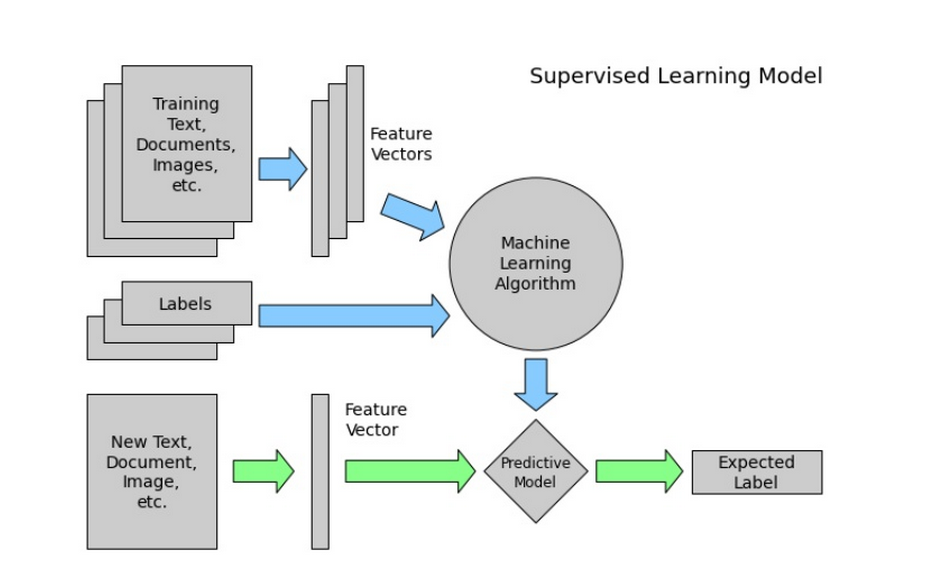 Supervised Learning Model
Training
Text,
Documents,
Images,
etc.
Feature
Vectors
Machine
Learning
Algorithm
Labels
New Text,
Document,
Image,
etc.
Feature
Vector
Predictive
Model
Expected
Label